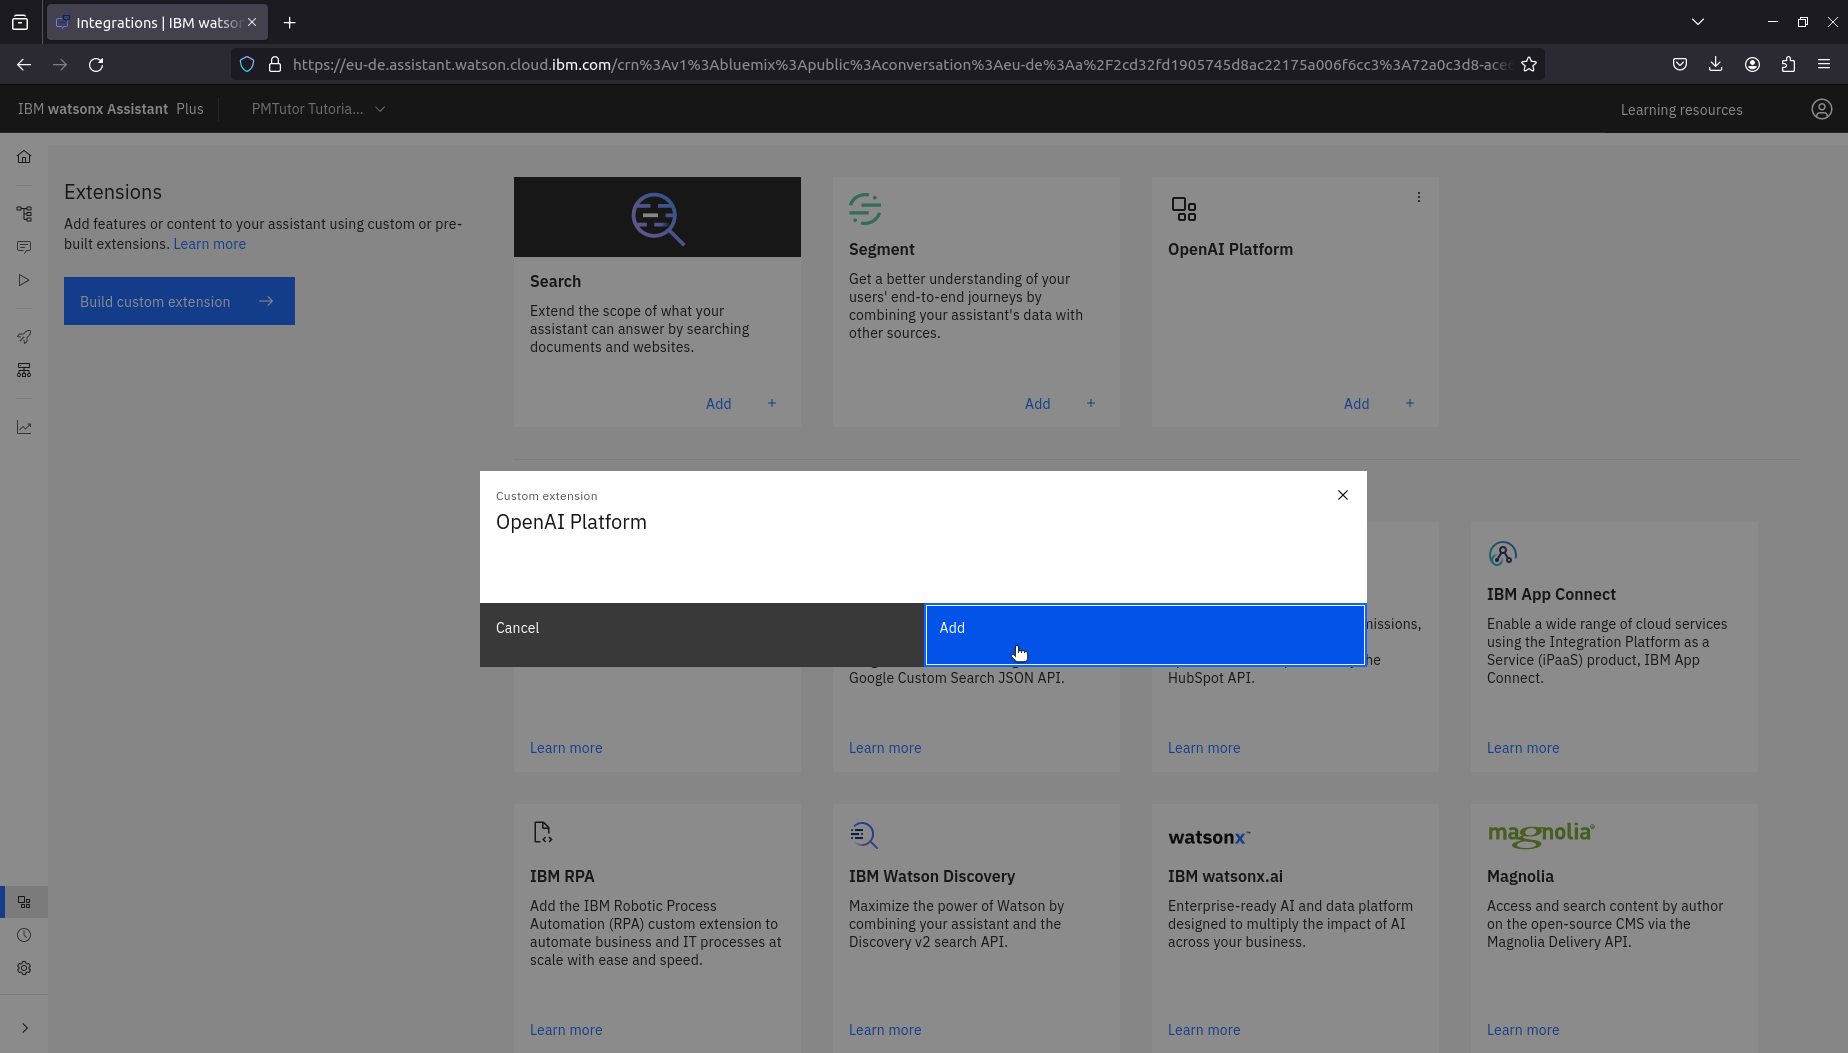 Integrations | IBM watso
https://eu-de.assistant.watson.cloud.ibm.com/crn%3Av1%3Abluemix%3Apublic%3Aconversation%3Aeu-de%3Aa%2F2cd32fd1905745d8ac22175a006f6cc3%3A72a0c3d8-ace
IBM watsonx Assistant Plus
PMTutor Tutoria...
Learning resources
Extensions
Add features or content to your assistant using custom or pre-
built extensions. Learn more
Build custom extension
Search
Extend the scope of what your
assistant can answer by searching
documents and websites.
Add +
Segment
Get a better understanding of your
users' end-to-end journeys by
combining your assistant's data with
other sources.
Add +
OpenAI Platform
Add +
Custom extension
OpenAI Platform
Cancel
Add
Learn more
Google Custom Search JSON API.
Learn more
missions,
he
HubSpot API.
Learn more
IBM App Connect
Enable a wide range of cloud services
using the Integration Platform as a
Service (iPaaS) product, IBM App
Connect.
Learn more
IBM RPA
Add the IBM Robotic Process
Automation (RPA) custom extension to
automate business and IT processes at
scale with ease and speed.
Learn more
IBM Watson Discovery
Maximize the power of Watson by
combining your assistant and the
Discovery v2 search API.
Learn more
watsonx™
IBM watsonx.ai
Enterprise-ready AI and data platform
designed to multiply the impact of AI
across your business.
Learn more
magnolia®
Magnolia
Access and search content by author
on the open-source CMS via the
Magnolia Delivery API.
Learn more